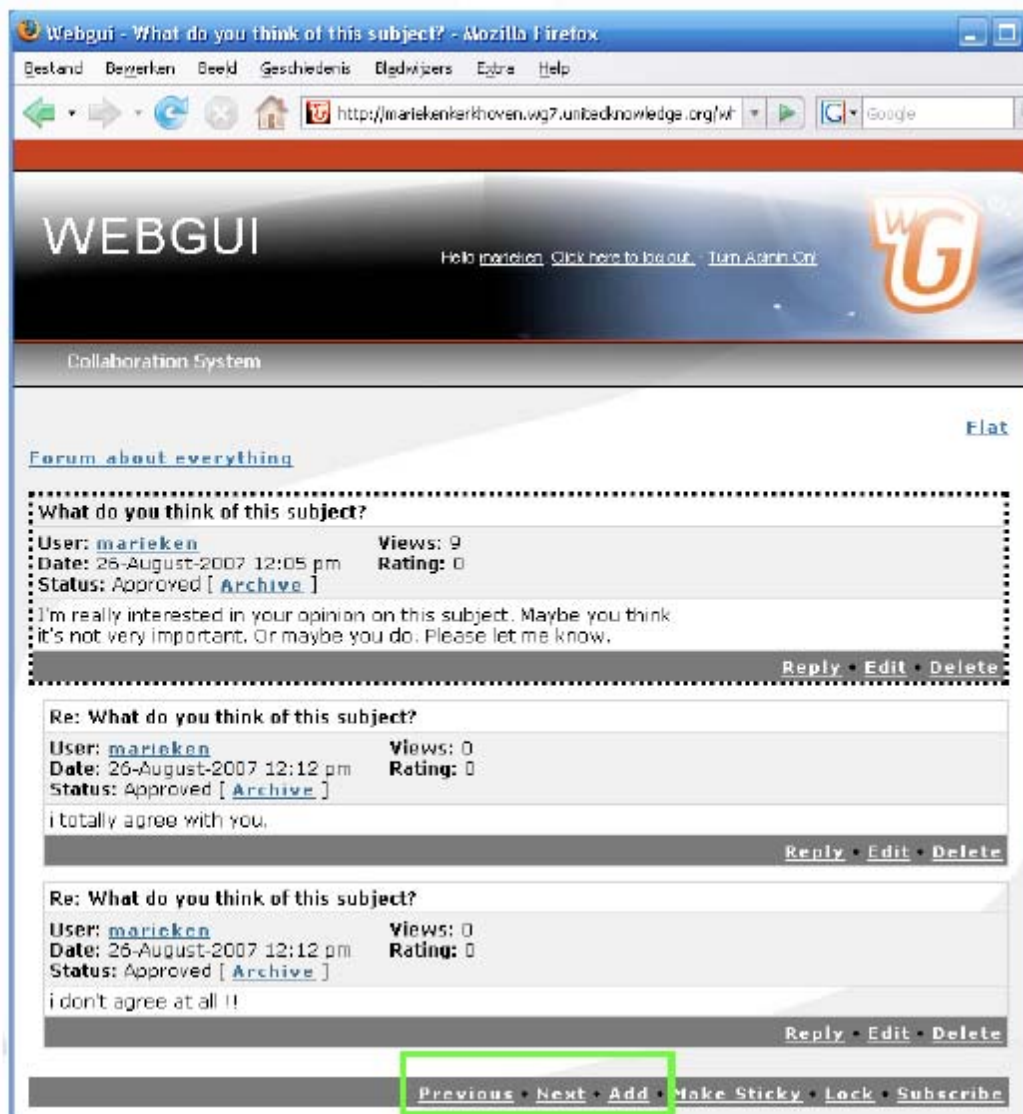 Webgui - What do you think of this subject? - Mozilla Firefox
Bestand Bewerken Beeld Geschiedenis Bladwijzers Extra Help
http://mariekenkerkhoven.wg7.unitedknowledge.org/wh
Google
WEBGUI
Hello marieken. Click here to log out. - Turn Admin On!
WG
Collaboration System
Flat
Forum about everything
What do you think of this subject?
User: marieken Views: 9
Date: 26-August-2007 12:05 pm Rating: 0
Status: Approved [ Archive ]
I'm really interested in your opinion on this subject. Maybe you think
it's not very important. Or maybe you do. Please let me know.
Reply • Edit • Delete
Re: What do you think of this subject?
User: marieken Views: 0
Date: 26-August-2007 12:12 pm Rating: 0
Status: Approved [ Archive ]
i totally agree with you.
Reply • Edit • Delete
Re: What do you think of this subject?
User: marieken Views: 0
Date: 26-August-2007 12:12 pm Rating: 0
Status: Approved [ Archive ]
i don't agree at all !!
Reply • Edit • Delete
Previous • Next • Add • Make Sticky • Lock • Subscribe